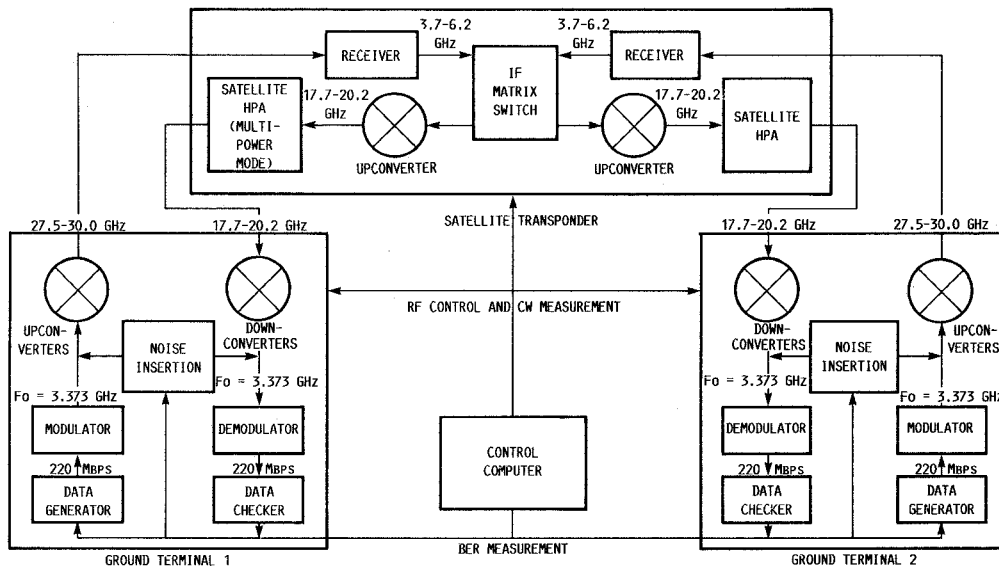 3.7-6.2
GHz
3.7-6.2
GHz
RECEIVER
IF
MATRIX
SWITCH
RECEIVER
SATELLITE
HPA
(MULTI-
POWER
MODE)
17.7-20.2
GHz
UPCONVERTER
17.7-20.2
GHz
UPCONVERTER
SATELLITE
HPA
SATELLITE TRANSPONDER
27.5-30.0 GHz
17.7-20.2 GHz
17.7-20.2 GHz
27.5-30.0 GHz
RF CONTROL AND CW MEASUREMENT
UPCON-
VERTERS
NOISE
INSERTION
DOWN-
CONVERTERS
Fo = 3.373 GHz
Fo = 3.373 GHz
MODULATOR
DEMODULATOR
220 MBPS
220 MBPS
DATA
GENERATOR
DATA
CHECKER
GROUND TERMINAL 1
CONTROL
COMPUTER
BER MEASUREMENT
DOWN-
CONVERTERS
NOISE
INSERTION
UPCON-
VERTERS
Fo = 3.373 GHz
Fo = 3.373 GHz
DEMODULATOR
MODULATOR
220 MBPS
220 MBPS
DATA
CHECKER
DATA
GENERATOR
GROUND TERMINAL 2